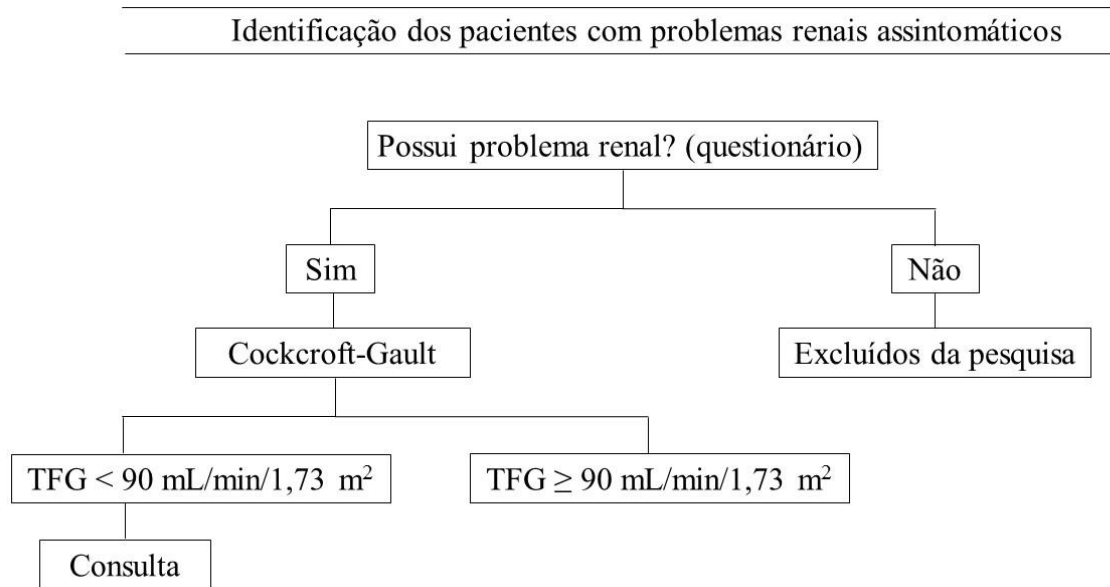 Identificação dos pacientes com problemas renais assintomáticos
Possui problema renal? (questionário)
Sim
Não
Cockcroft-Gault
Excluídos da pesquisa
TFG < 90 mL/min/1,73 m²
TFG ≥ 90 mL/min/1,73 m²
Consulta